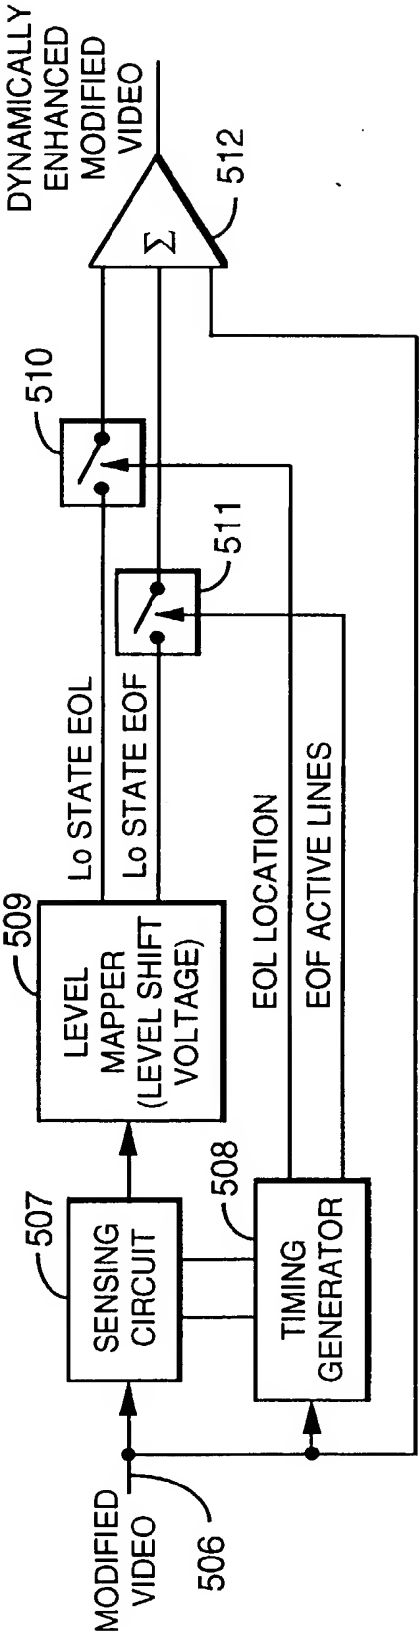 MODIFIED
VIDEO
506
507
SENSING
CIRCUIT
508
TIMING
GENERATOR
509
LEVEL
MAPPER
(LEVEL SHIFT
VOLTAGE)
Lo STATE EOL
Lo STATE EOF
EOL LOCATION
EOF ACTIVE LINES
510
511
Σ
512
DYNAMICALLY
ENHANCED
MODIFIED
VIDEO